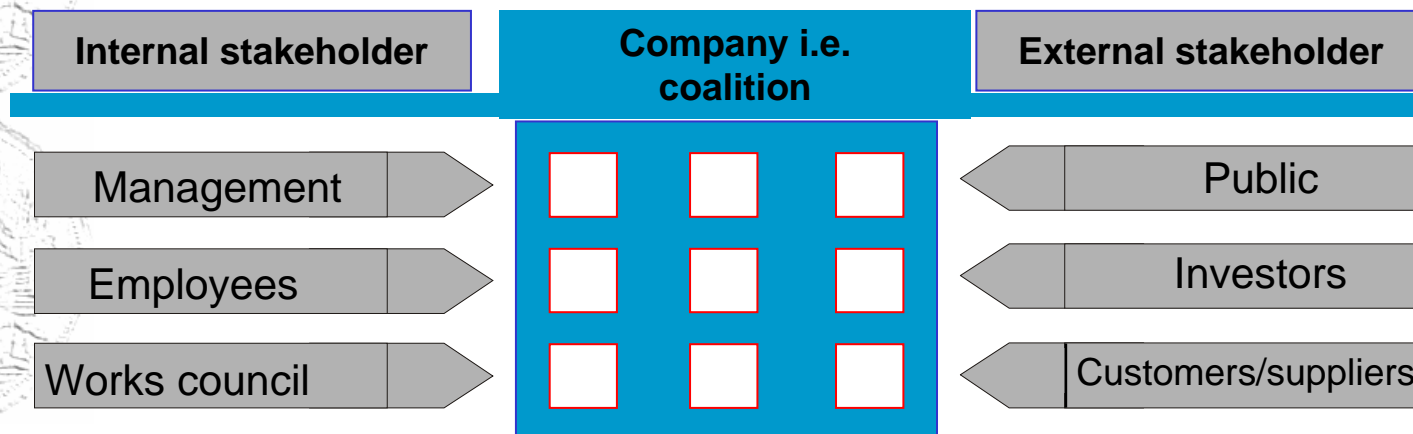 Internal stakeholder
Company i.e.
coalition
External stakeholder
Management
Public
Employees
Investors
Works council
Customers/suppliers